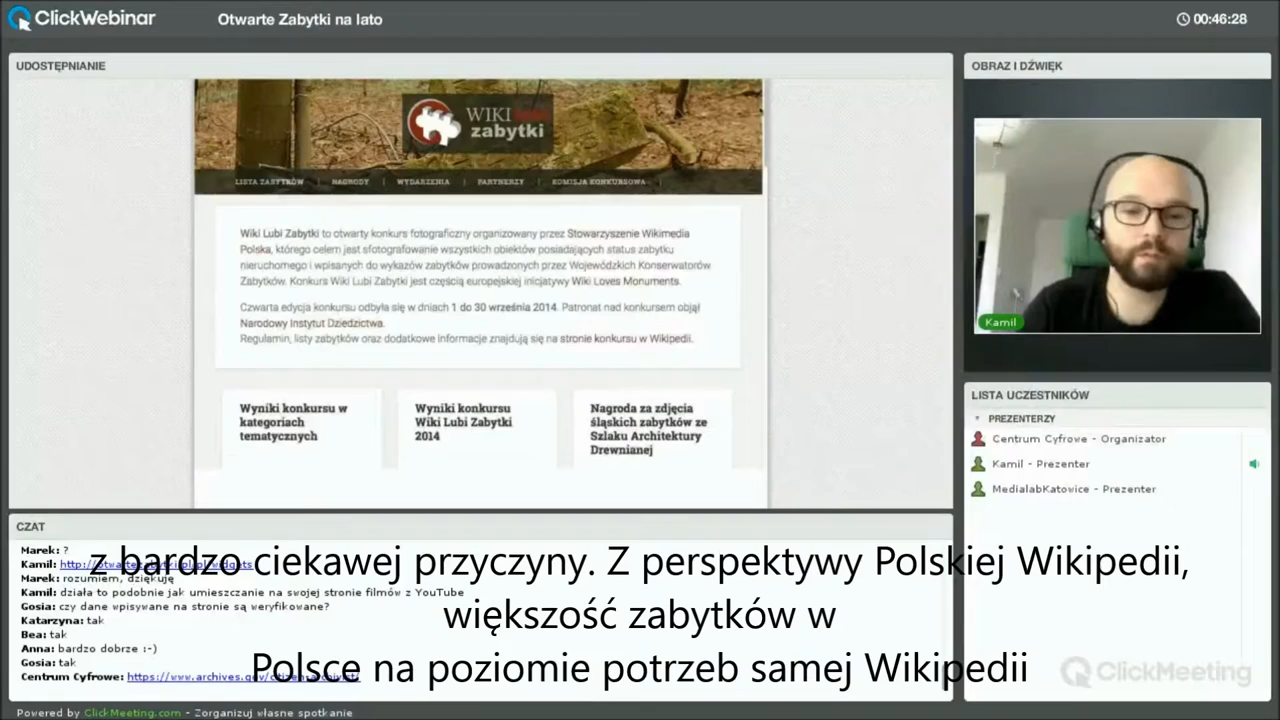 ClickWebinar
Otwarte Zabytki na lato
00:46:28
UDOSTĘPNIANIE
WIKI
zabytki
LISTA ZABYTKÓW | NAGRODY | WYDARZENIA | PARTNERZY | KOMISJA KONKURSOWA
Wiki Lubi Zabytki to otwarty konkurs fotograficzny organizowany przez Stowarzyszenie Wikimedia
Polska, którego celem jest sfotografowanie wszystkich obiektów posiadających status zabytku
nieruchomego i wpisanych do wykazów zabytków prowadzonych przez Wojewódzkich Konserwatorów
Zabytków. Konkurs Wiki Lubi Zabytki jest częścią europejskiej inicjatywy Wiki Loves Monuments.
Czwarta edycja konkursu odbyła się w dniach 1 do 30 września 2014. Patronat nad konkursem objął
Narodowy Instytut Dziedzictwa.
Regulamin, listy zabytków oraz dodatkowe informacje znajdują się na stronie konkursu w Wikipedii.
Wyniki konkursu w
kategoriach
tematycznych
Wyniki konkursu
Wiki Lubi Zabytki
2014
Nagroda za zdjęcia
śląskich zabytków ze
Szlaku Architektury
Drewnianej
OBRAZ I DŹWIĘK
Kamil
LISTA UCZESTNIKÓW
PREZENTERZY
Centrum Cyfrowe - Organizator
Kamil - Prezenter
MedialabKatowice - Prezenter
CZAT
Marek: ?
Kamil: http://otwartezabytki.pl/pl/widgets
Marek: rozumiem, dziękuję
Kamil: działa to podobnie jak umieszczanie na swojej stronie filmów z YouTube
Gosia: czy dane wpisywane na stronie są weryfikowane?
Katarzyna: tak
Bea: tak
Anna: bardzo dobrze :-)
Gosia: tak
Centrum Cyfrowe:
z bardzo ciekawej przyczyny. Z perspektywy Polskiej Wikipedii,
większość zabytków w
Polsce na poziomie potrzeb samej Wikipedii
ClickMeeting
Powered by ClickMeeting.com - Zorganizuj własne spotkanie